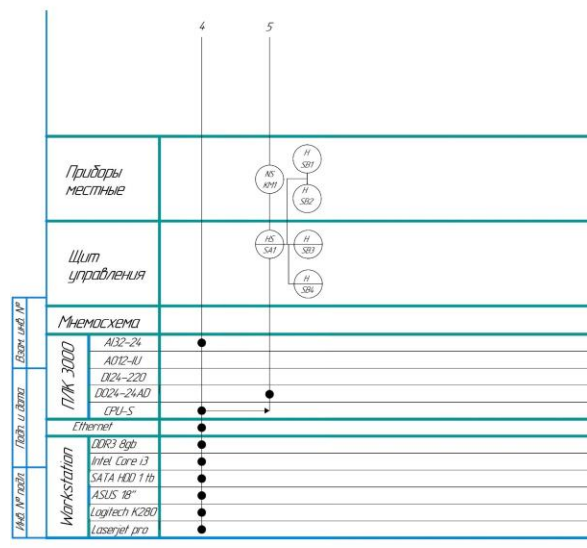 4 5
Приборы
местные
NS
KM1
H
SB1
H
SB2
Щит
управления
HS
SA1
H
SB3
H
SB4
Мнемосхема
ПЛК 3000
AI32-24
AO12-IU
DI24-220
DO24-24AD
CPU-S
Ethernet
Workstation
DDR3 8gb
Intel Core i3
SATA HDD 1 tb
ASUS 18"
Logitech K280
Laserjet pro
Взам. инв. №
Подп. и дата
Инв. № подл.